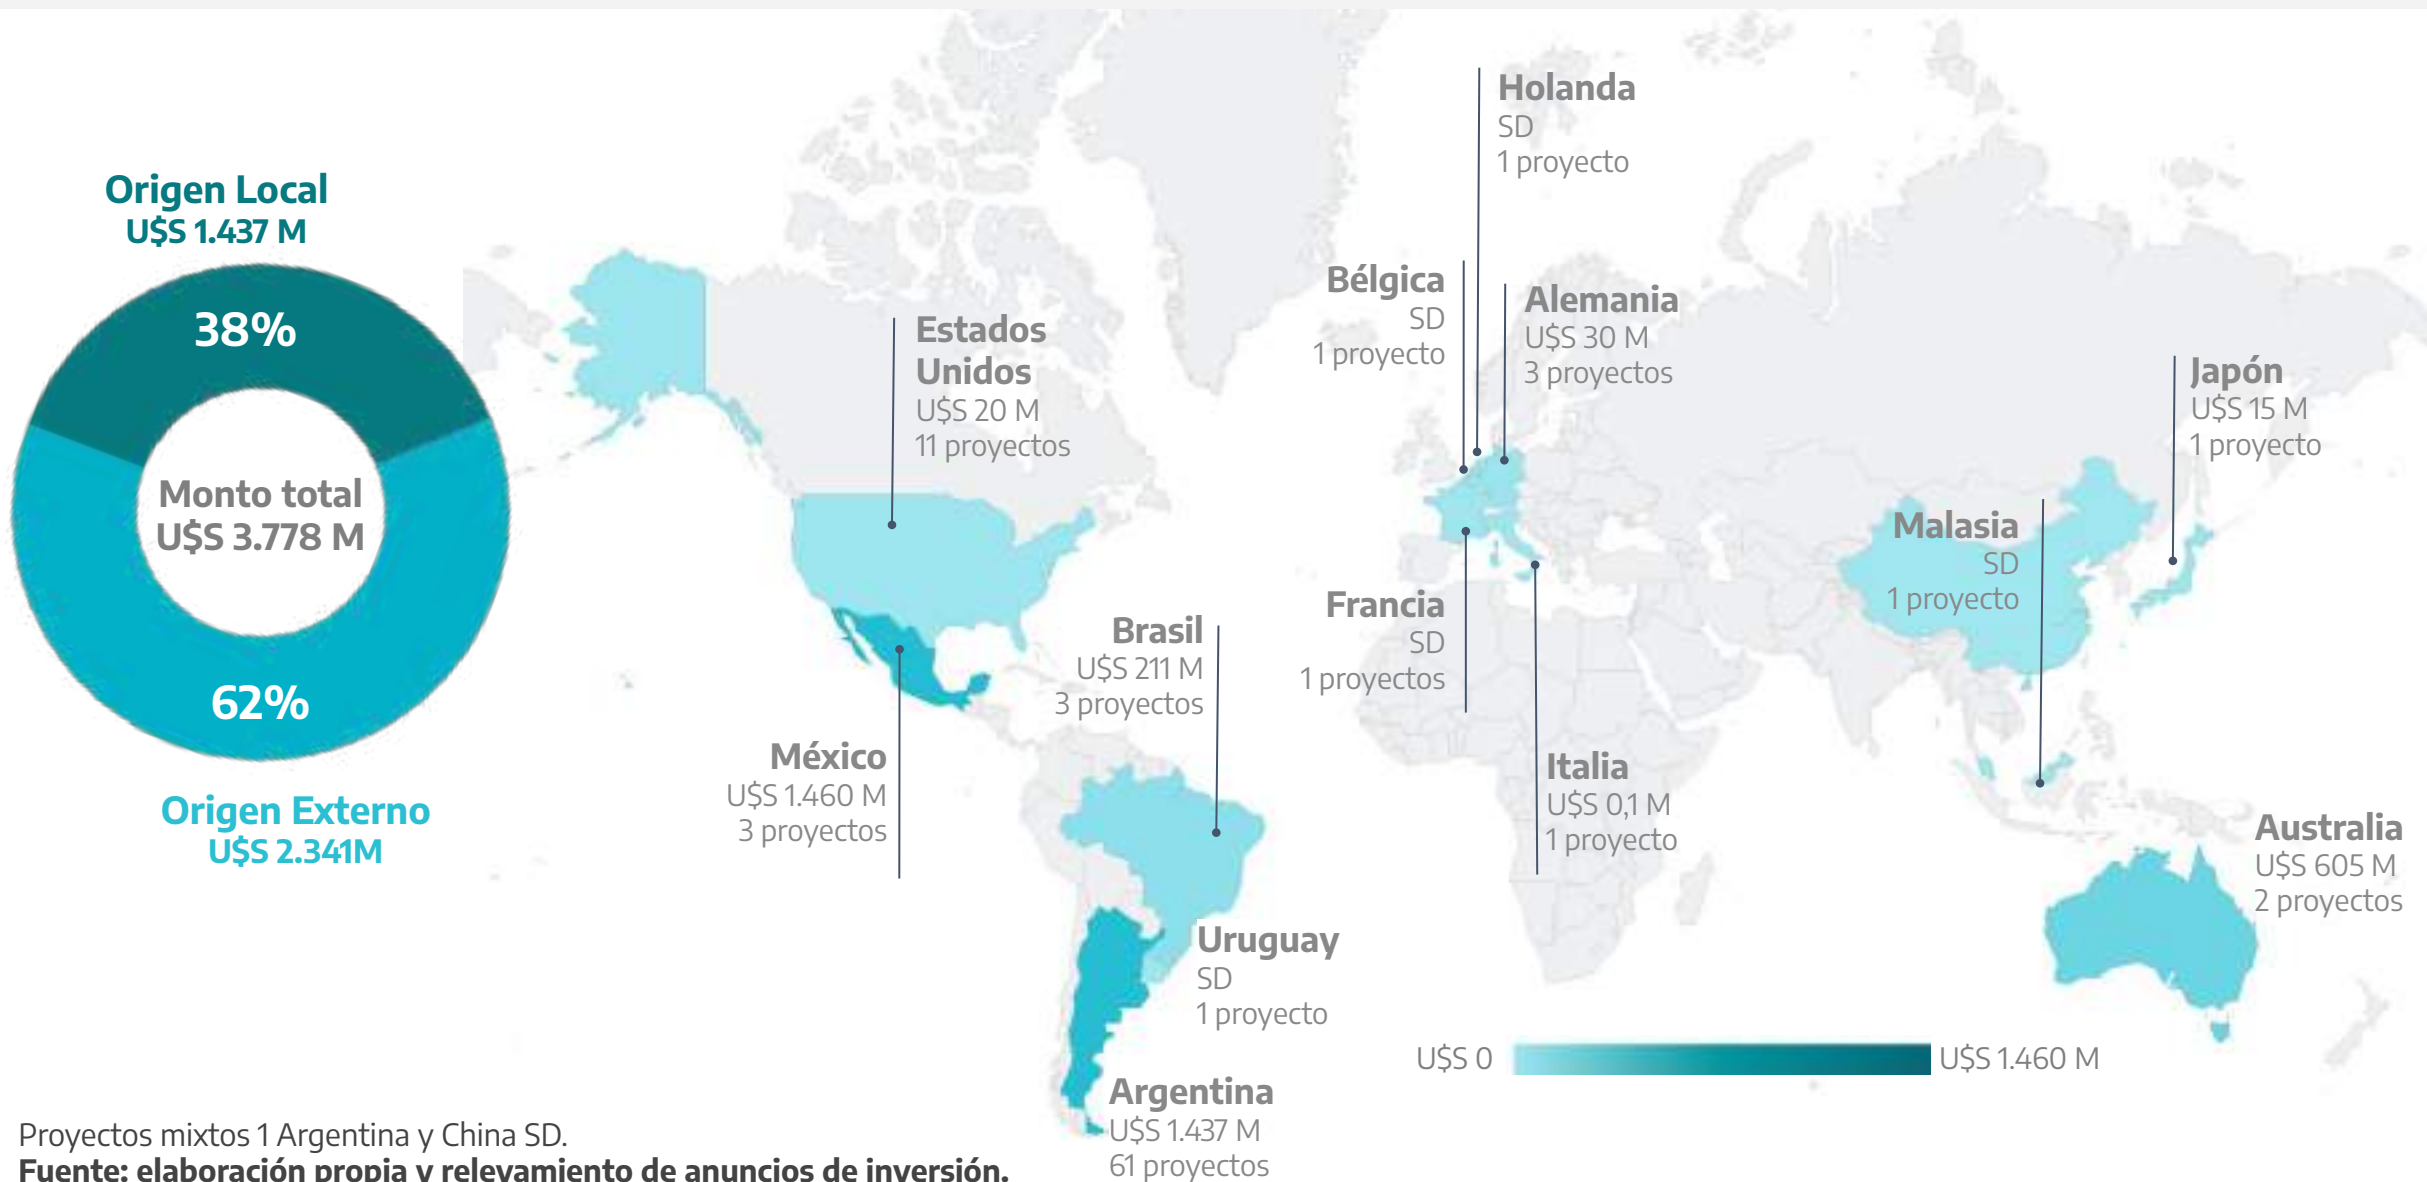 Origen Local
U$S 1.437 M
38%
Monto total
U$S 3.778 M
62%
Origen Externo
U$S 2.341M
Estados
Unidos
U$S 20 M
11 proyectos
México
U$S 1.460 M
3 proyectos
Brasil
U$S 211 M
3 proyectos
Uruguay
SD
1 proyecto
Argentina
U$S 1.437 M
61 proyectos
Holanda
SD
1 proyecto
Bélgica
SD
1 proyecto
Alemania
U$S 30 M
3 proyectos
Francia
SD
1 proyectos
Italia
U$S 0,1 M
1 proyecto
Japón
U$S 15 M
1 proyecto
Malasia
SD
1 proyecto
Australia
U$S 605 M
2 proyectos
U$S 0
U$S 1.460 M
Proyectos mixtos 1 Argentina y China SD.
Fuente: elaboración propia y relevamiento de anuncios de inversión.